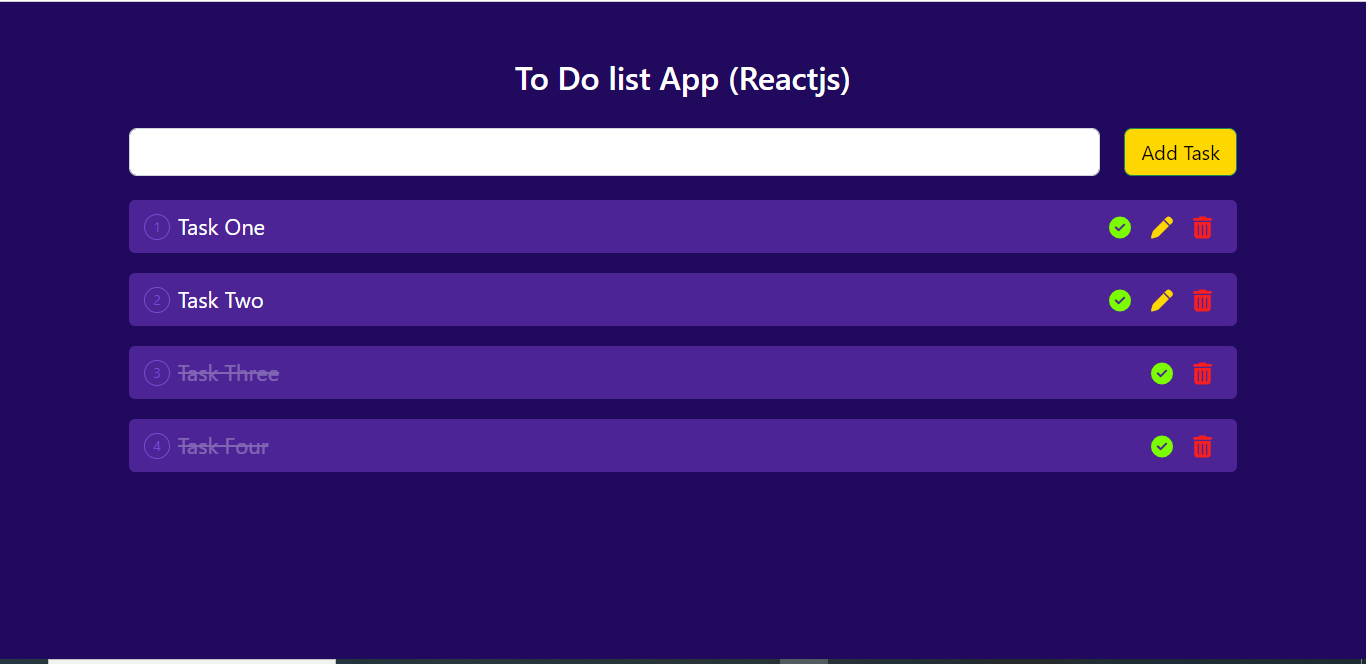 To Do list App (Reactjs)
Add Task
1 Task One
2 Task Two
3 Task Three
4 Task Four